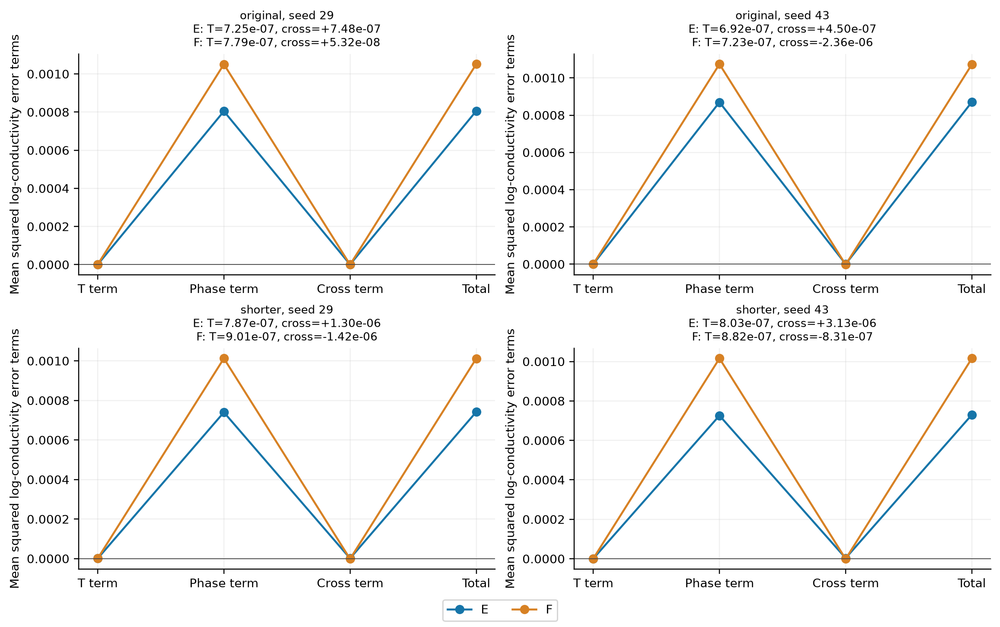 original, seed 29
E: T=7.25e-07, cross=+7.48e-07
F: T=7.79e-07, cross=+5.32e-08
Mean squared log-conductivity error terms
0.0010
0.0008
0.0006
0.0004
0.0002
0.0000
T term
Phase term
Cross term
Total
original, seed 43
E: T=6.92e-07, cross=+4.50e-07
F: T=7.23e-07, cross=-2.36e-06
Mean squared log-conductivity error terms
0.0010
0.0008
0.0006
0.0004
0.0002
0.0000
T term
Phase term
Cross term
Total
shorter, seed 29
E: T=7.87e-07, cross=+1.30e-06
F: T=9.01e-07, cross=-1.42e-06
Mean squared log-conductivity error terms
0.0010
0.0008
0.0006
0.0004
0.0002
0.0000
T term
Phase term
Cross term
Total
shorter, seed 43
E: T=8.03e-07, cross=+3.13e-06
F: T=8.82e-07, cross=-8.31e-07
Mean squared log-conductivity error terms
0.0010
0.0008
0.0006
0.0004
0.0002
0.0000
T term
Phase term
Cross term
Total
E
F